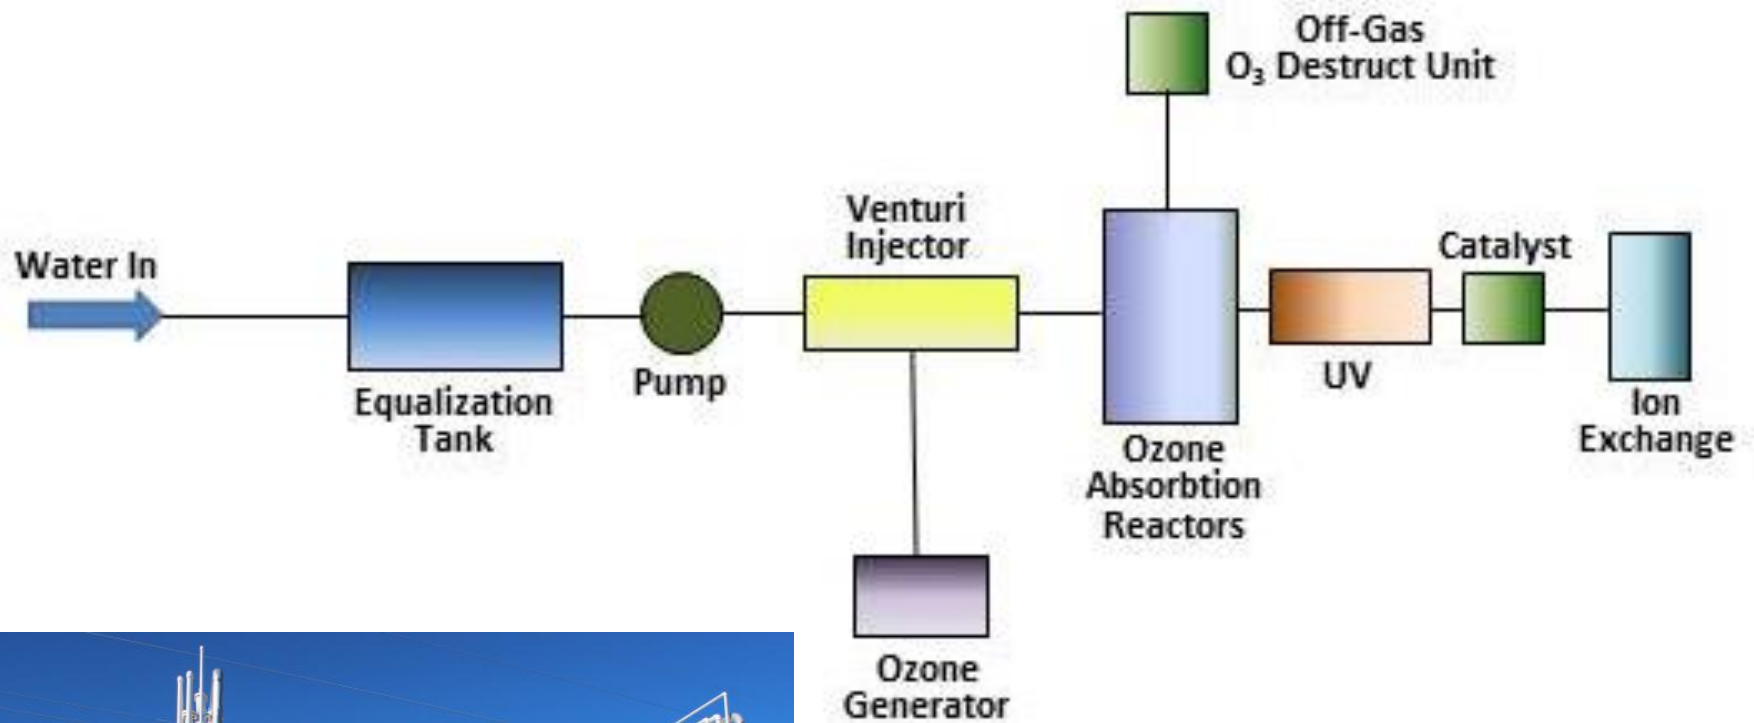 Off-Gas
O₃ Destruct Unit
Venturi
Injector
Water In
Catalyst
Equalization
Tank
Pump
UV
Ion
Exchange
Ozone
Absorbtion
Reactors
Ozone
Generator